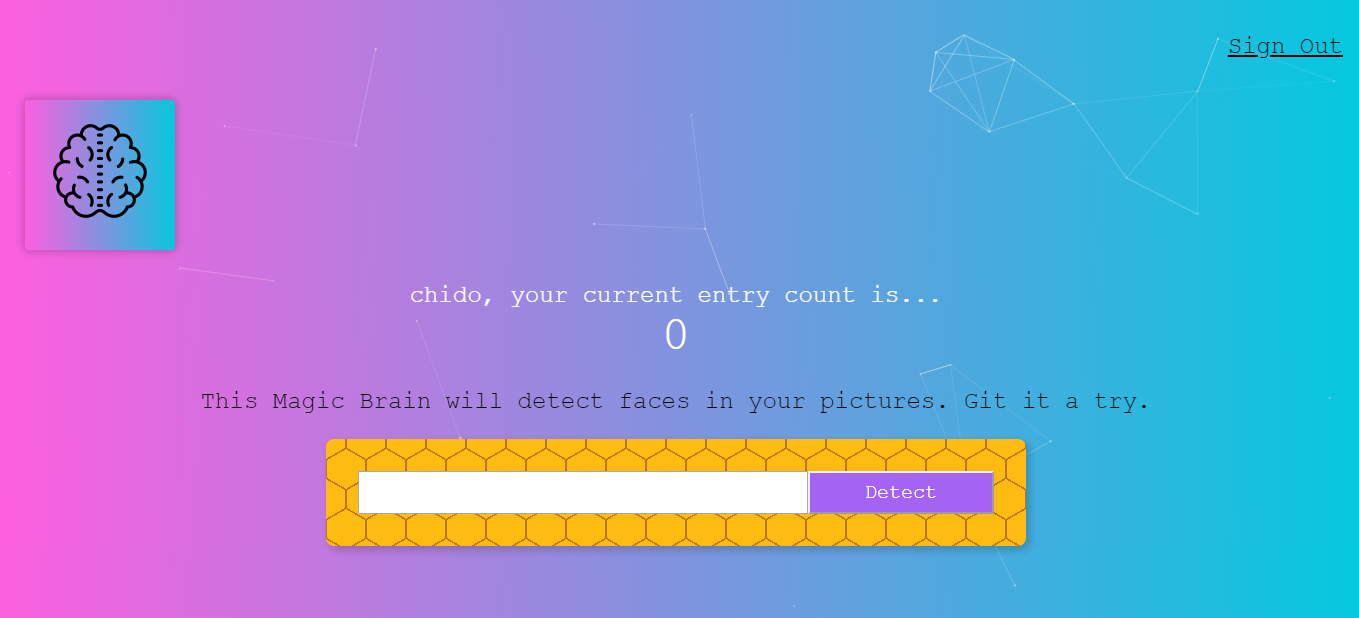 Sign Out
chido, your current entry count is...
0
This Magic Brain will detect faces in your pictures. Git it a try.
Detect